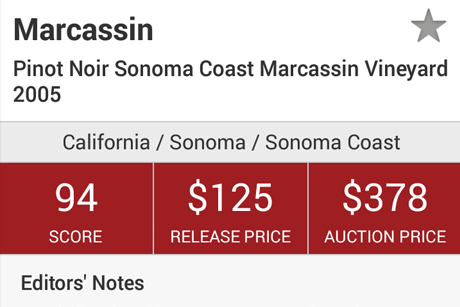 Marcassin
Pinot Noir Sonoma Coast Marcassin Vineyard
2005
California / Sonoma / Sonoma Coast
94
SCORE
$125
RELEASE PRICE
$378
AUCTION PRICE
Editors' Notes